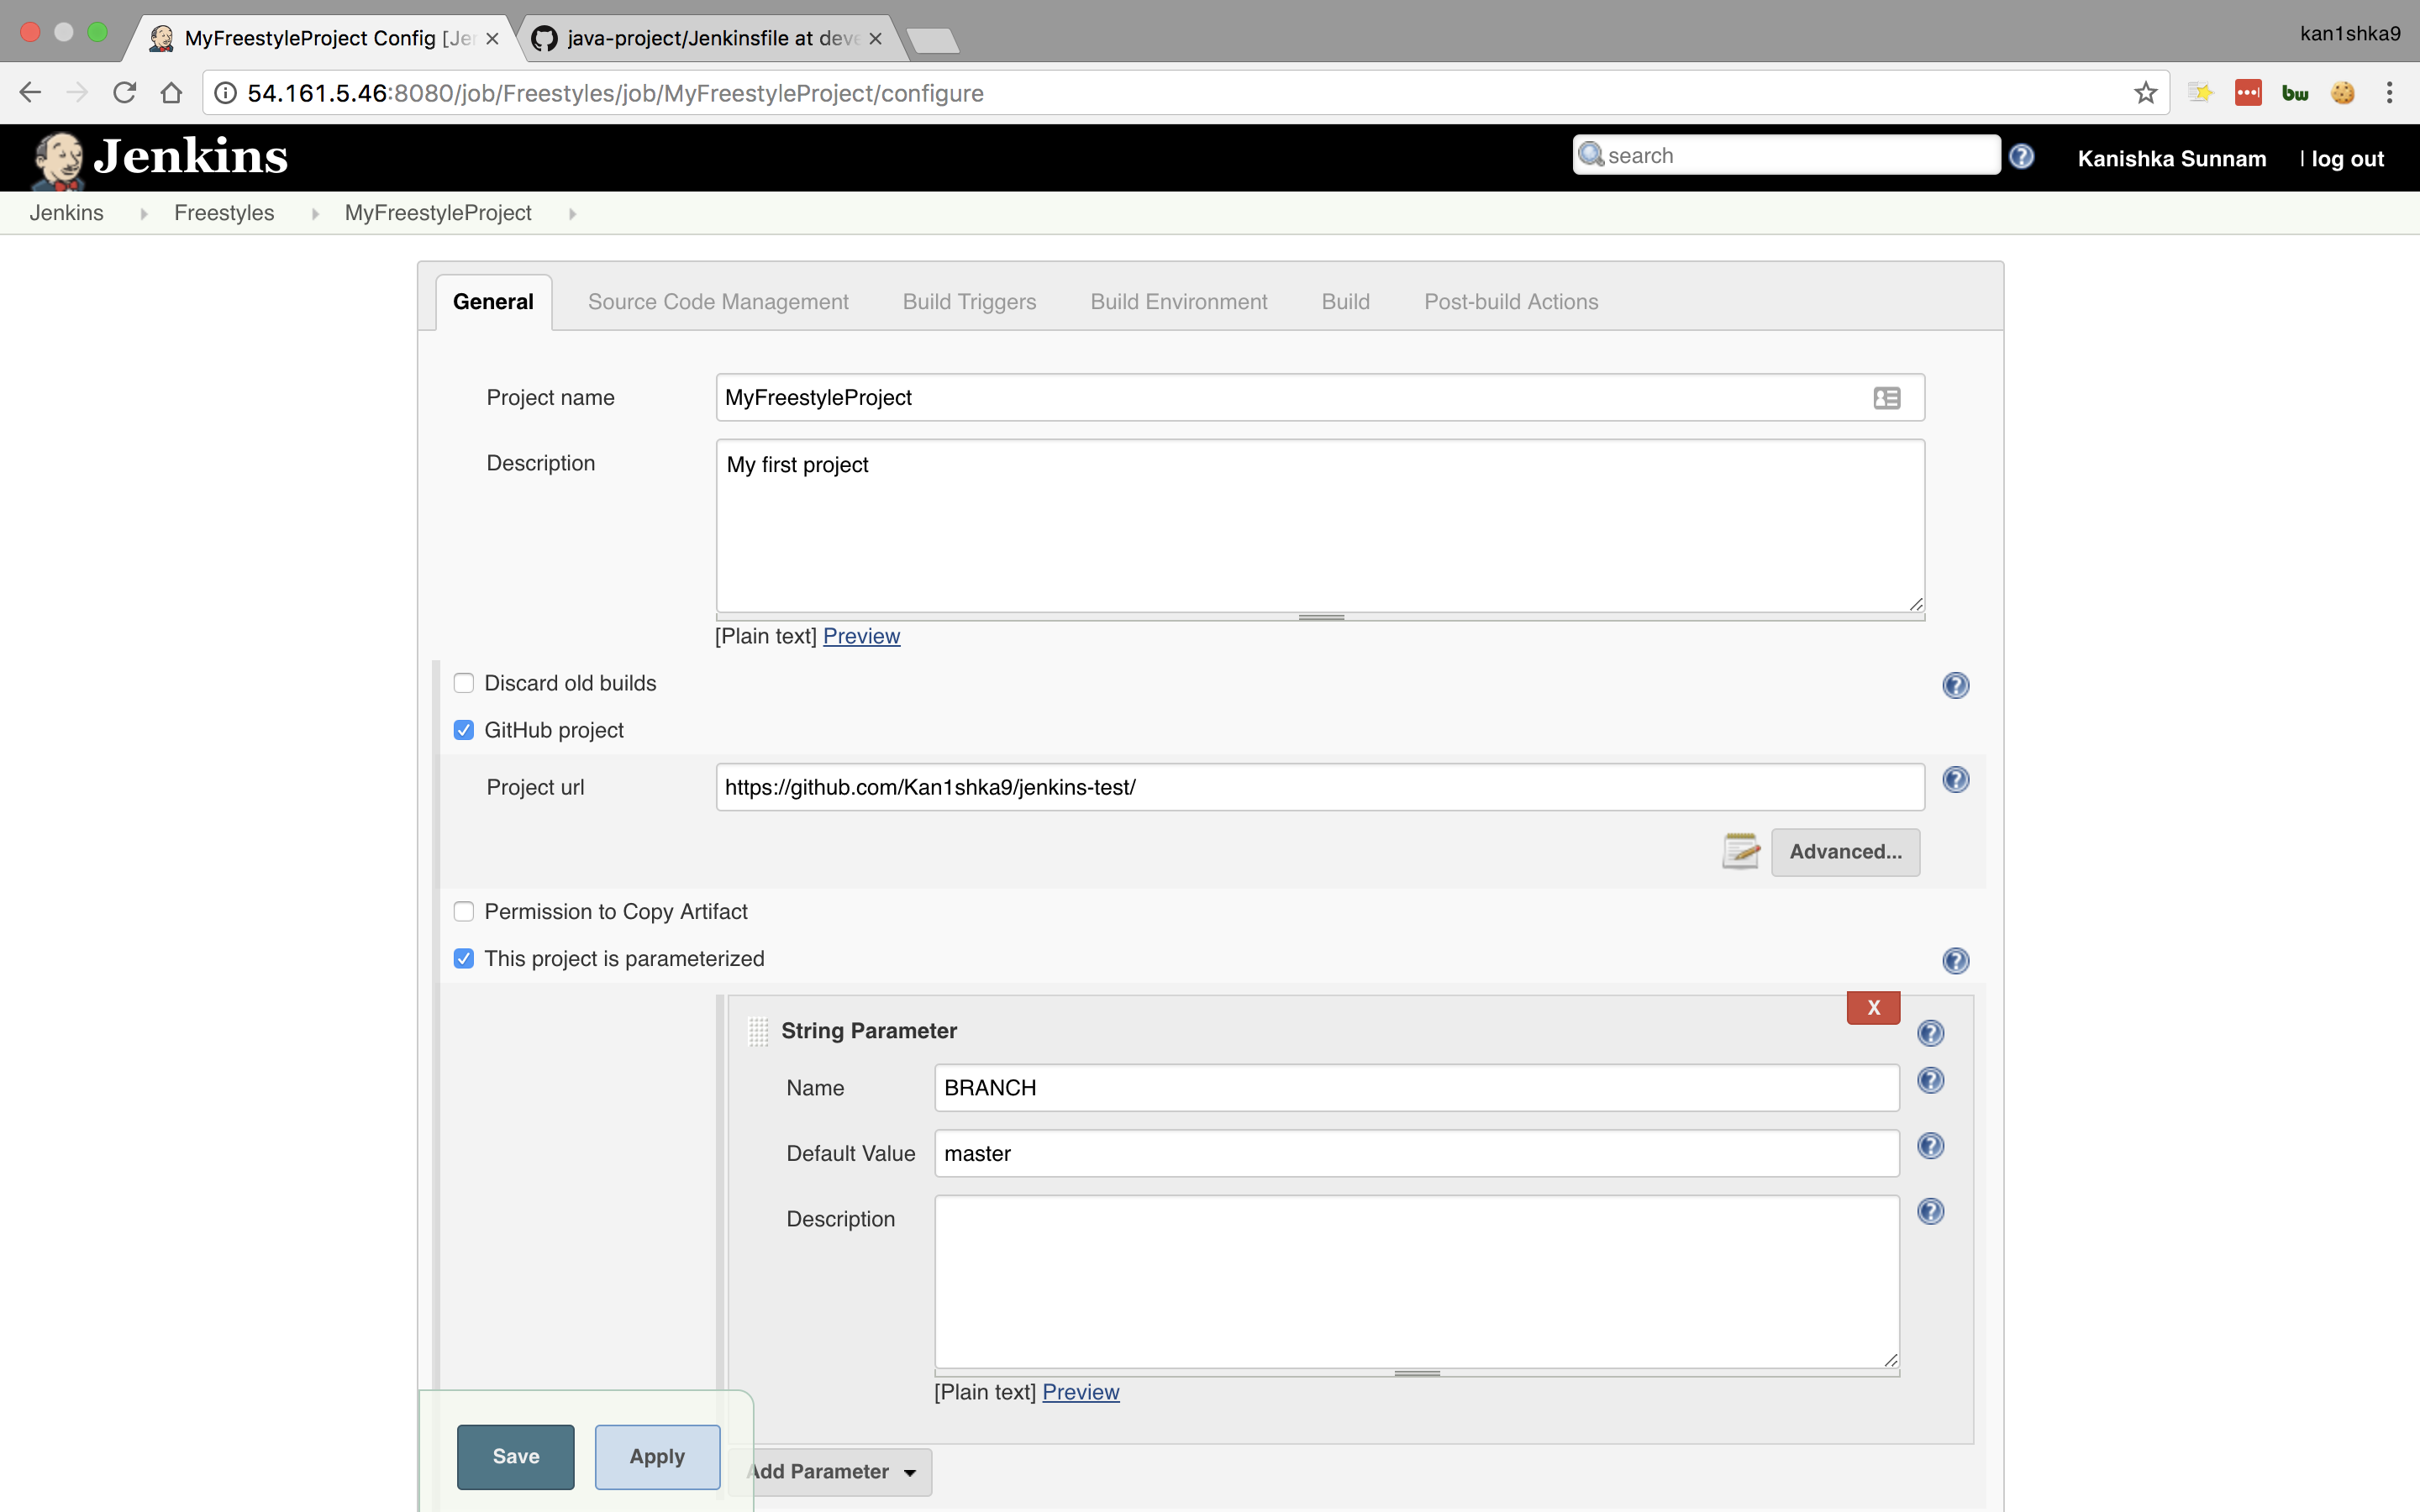 MyFreestyleProject Config [Jen
java-project/Jenkinsfile at deve
kan1shka9
54.161.5.46:8080/job/Freestyles/job/MyFreestyleProject/configure
bw
Jenkins
search
Kanishka Sunnam
| log out
Jenkins
Freestyles
MyFreestyleProject
General
Source Code Management
Build Triggers
Build Environment
Build
Post-build Actions
Project name
MyFreestyleProject
Description
My first project
[Plain text] Preview
Discard old builds
GitHub project
Project url
https://github.com/Kan1shka9/jenkins-test/
Advanced...
Permission to Copy Artifact
This project is parameterized
X
String Parameter
Name
BRANCH
Default Value
master
Description
[Plain text] Preview
Save
Apply
Add Parameter